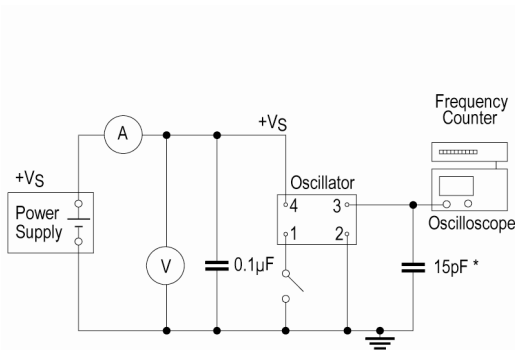 Frequency
Counter
+VS
A
+VS
Oscillator
Power
Supply
4
3
Oscilloscope
1
2
V
0.1µF
15pF *